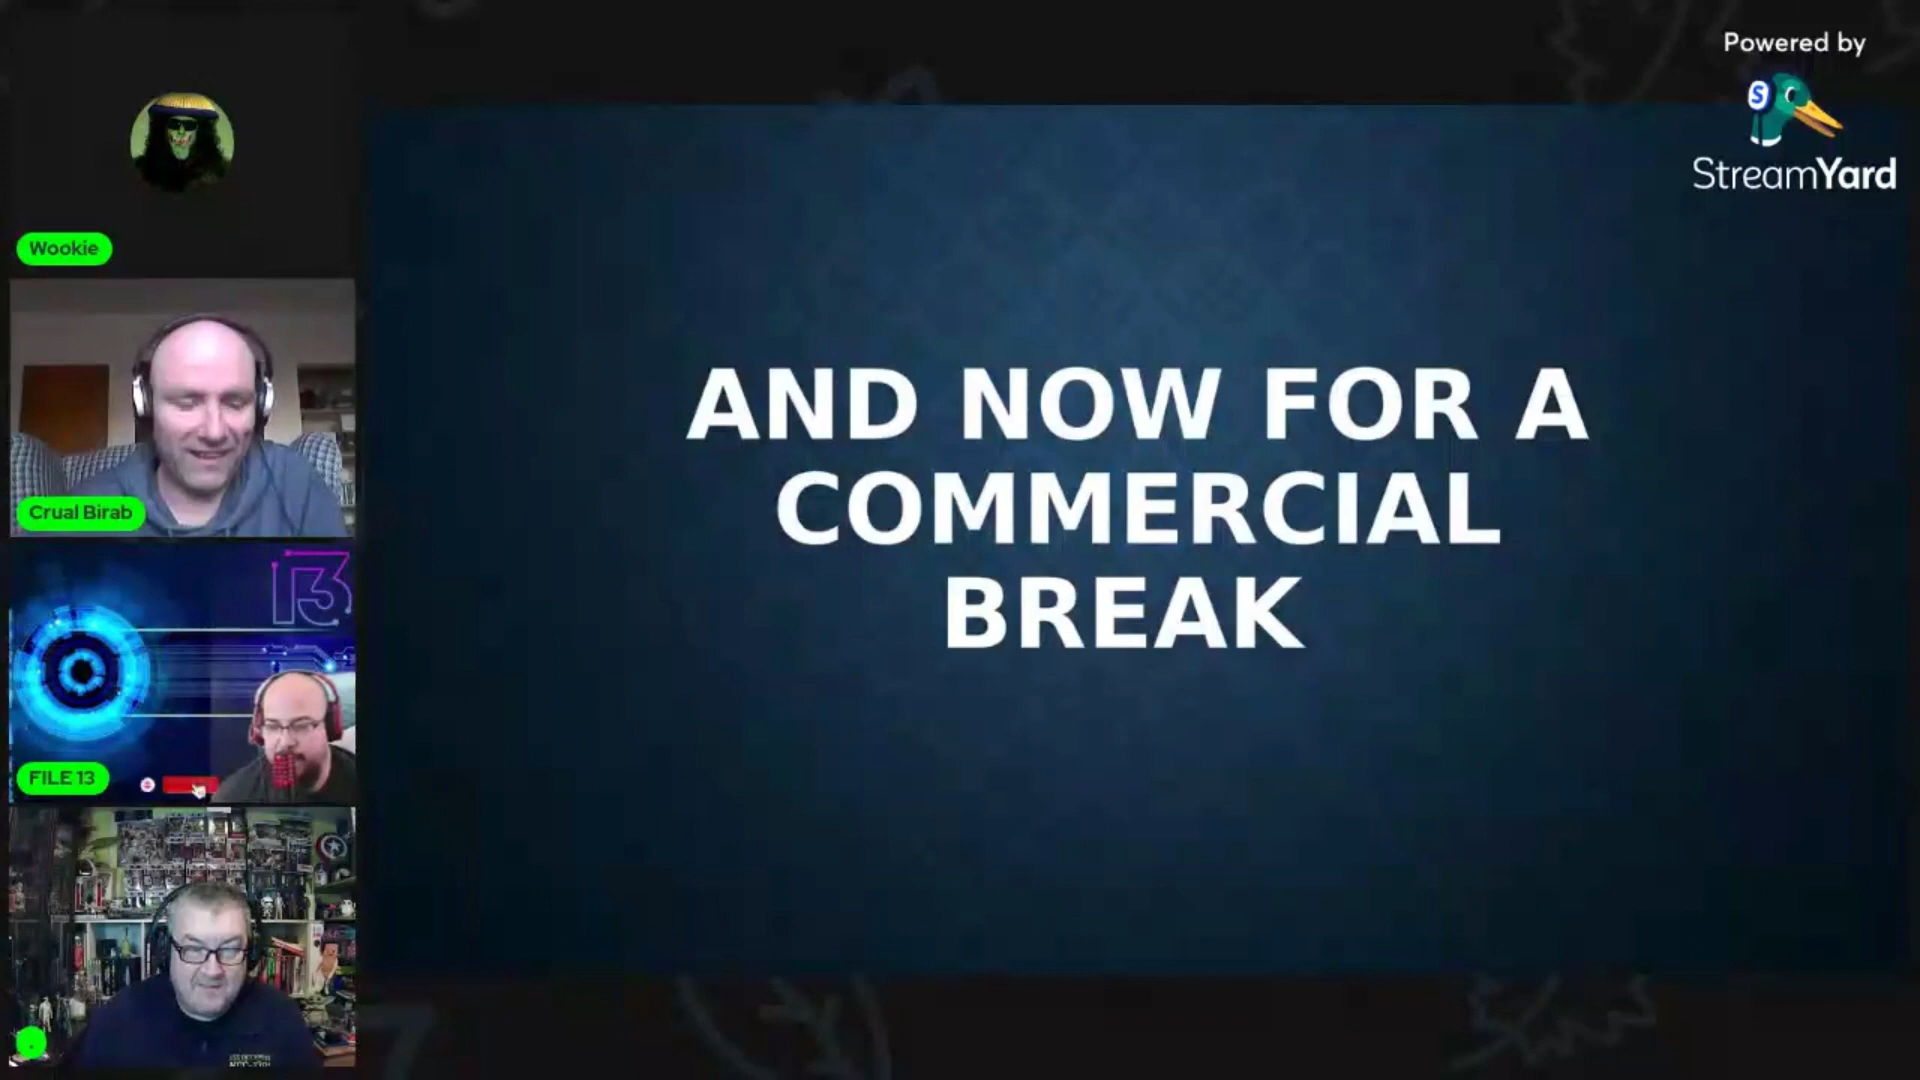 Powered by
StreamYard
Wookie
Crual Birab
13
FILE 13
AND NOW FOR A
COMMERCIAL
BREAK